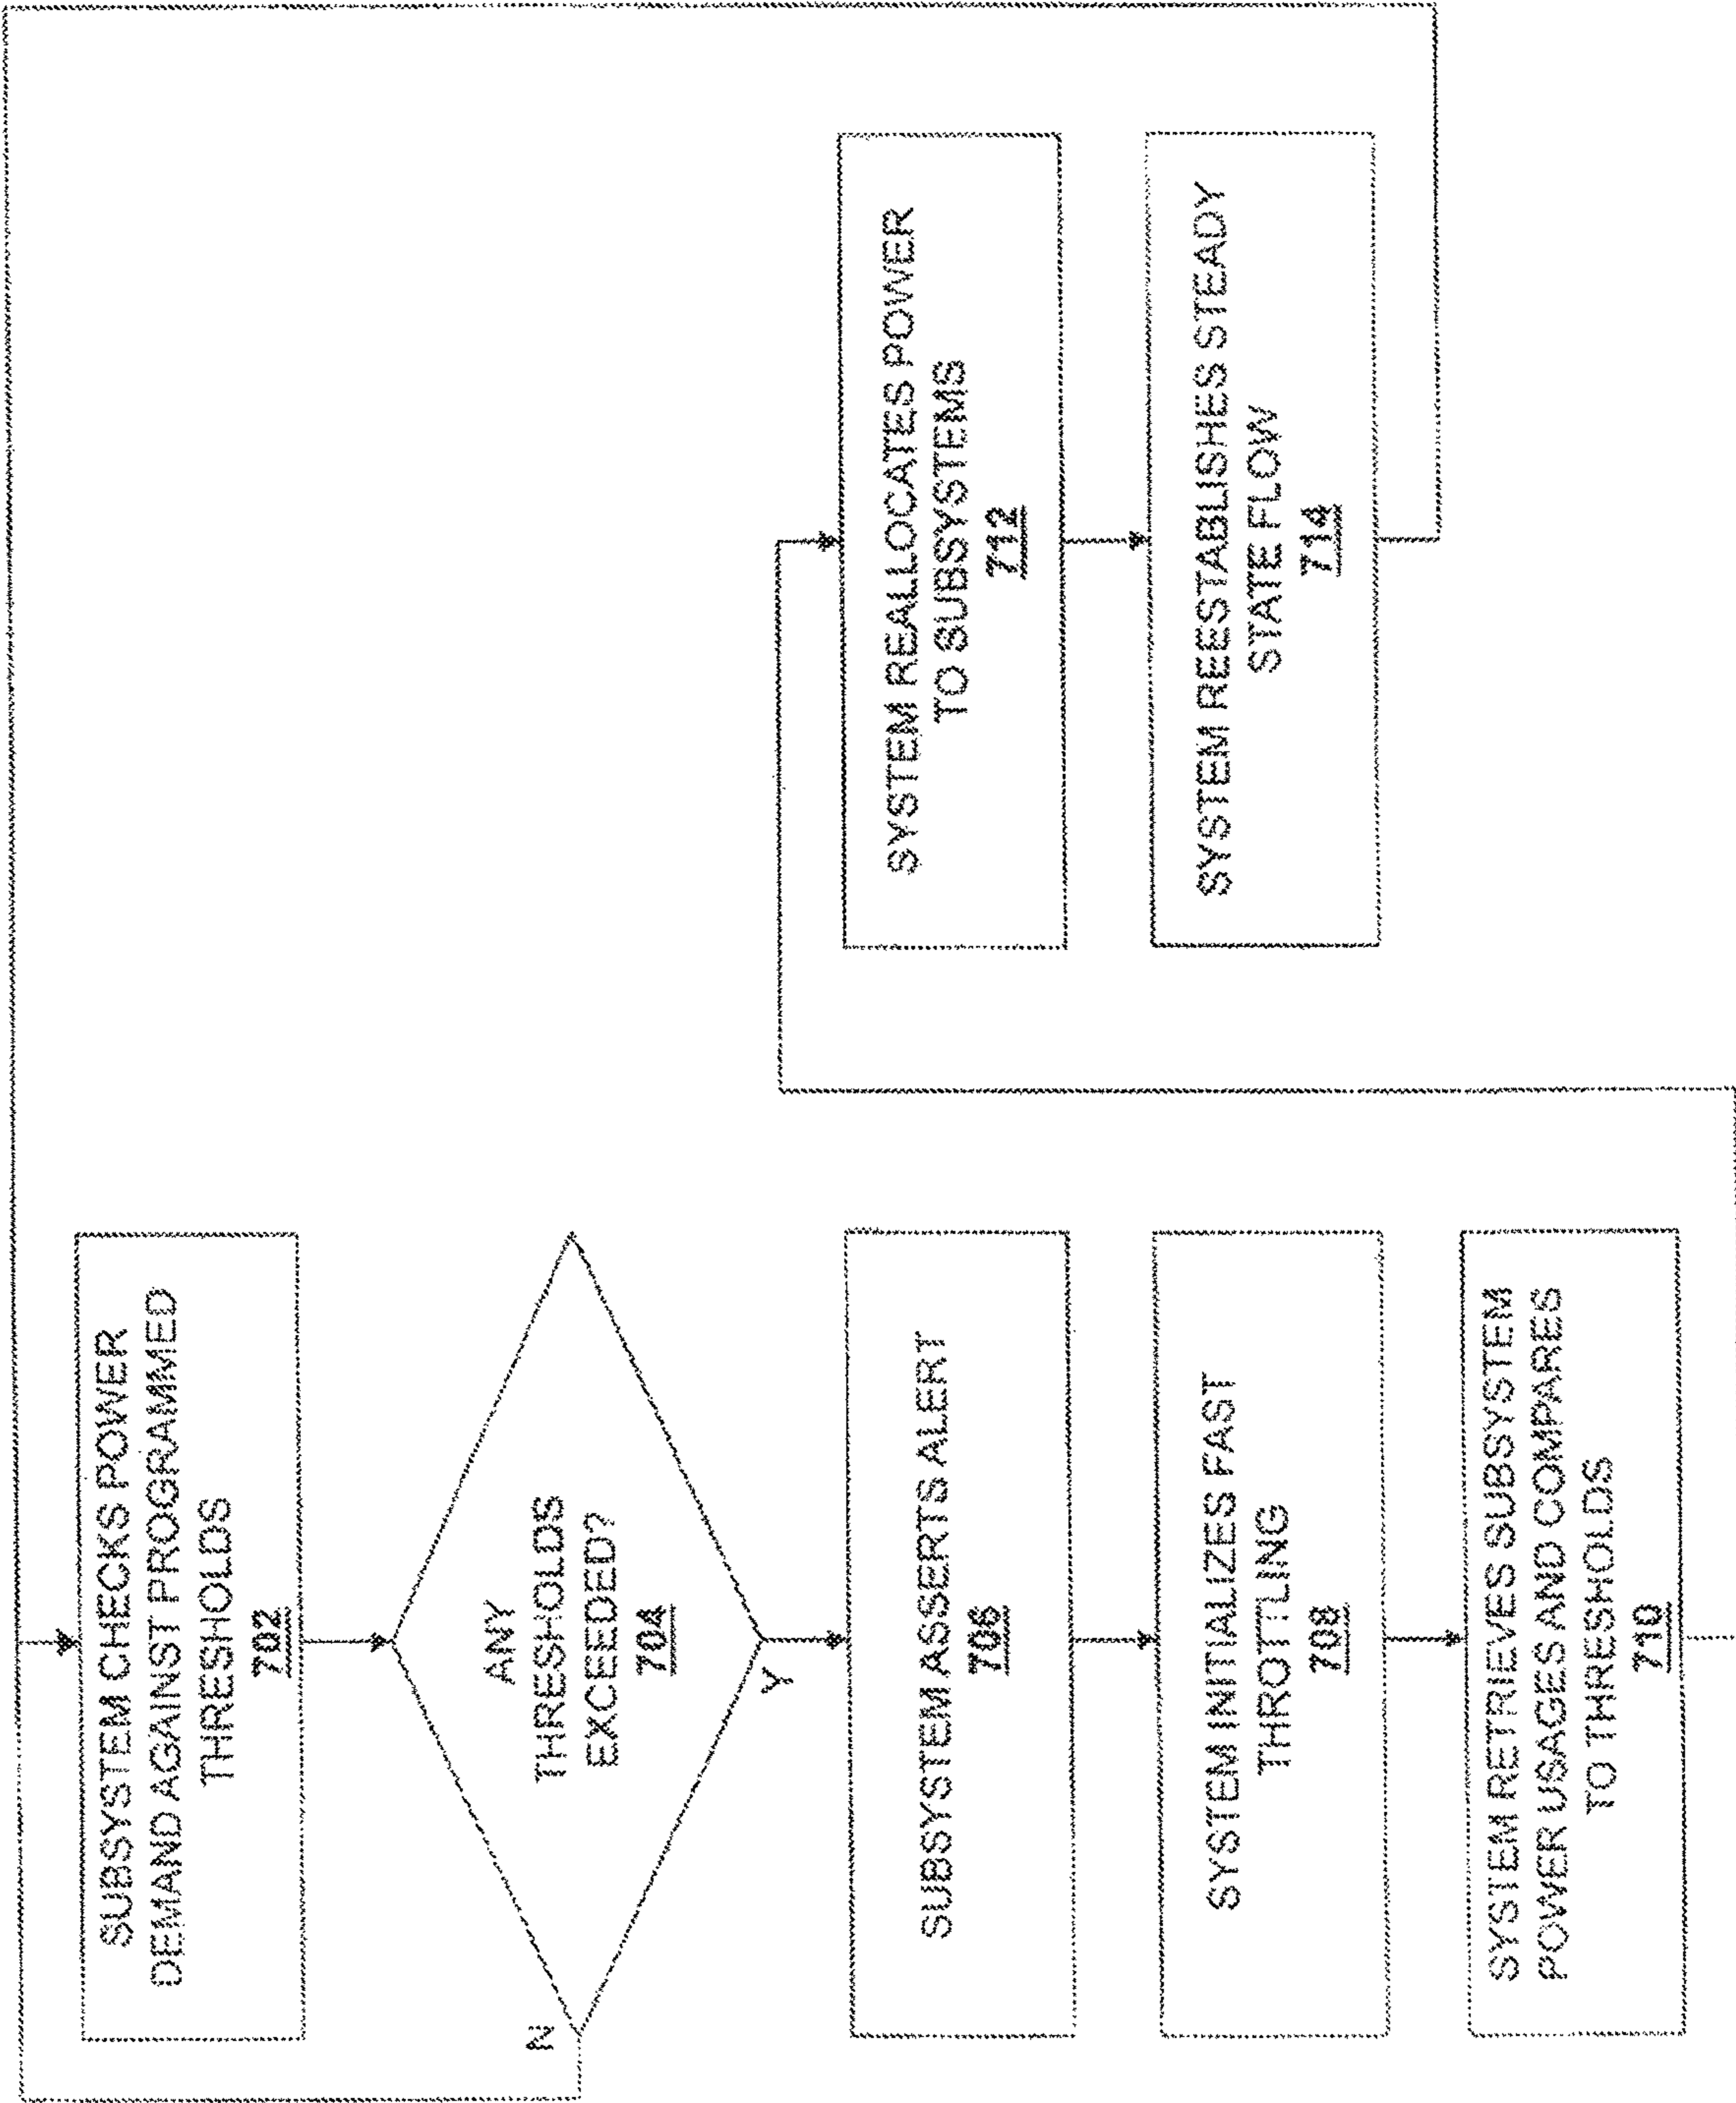 SUBSYSTEM CHECKS POWER
DEMAND AGAINST PROGRAMMED
THRESHOLDS
702
ANY
THRESHOLDS
EXCEEDED?
704
N
Y
SUBSYSTEM ASSERTS ALERT
706
SYSTEM INITIALIZES FAST
THROTTLING
708
SYSTEM RETRIEVES SUBSYSTEM
POWER USAGES AND COMPARES
TO THRESHOLDS
710
SYSTEM REALLOCATES POWER
TO SUBSYSTEMS
712
SYSTEM REESTABLISHES STEADY
STATE FLOW
714